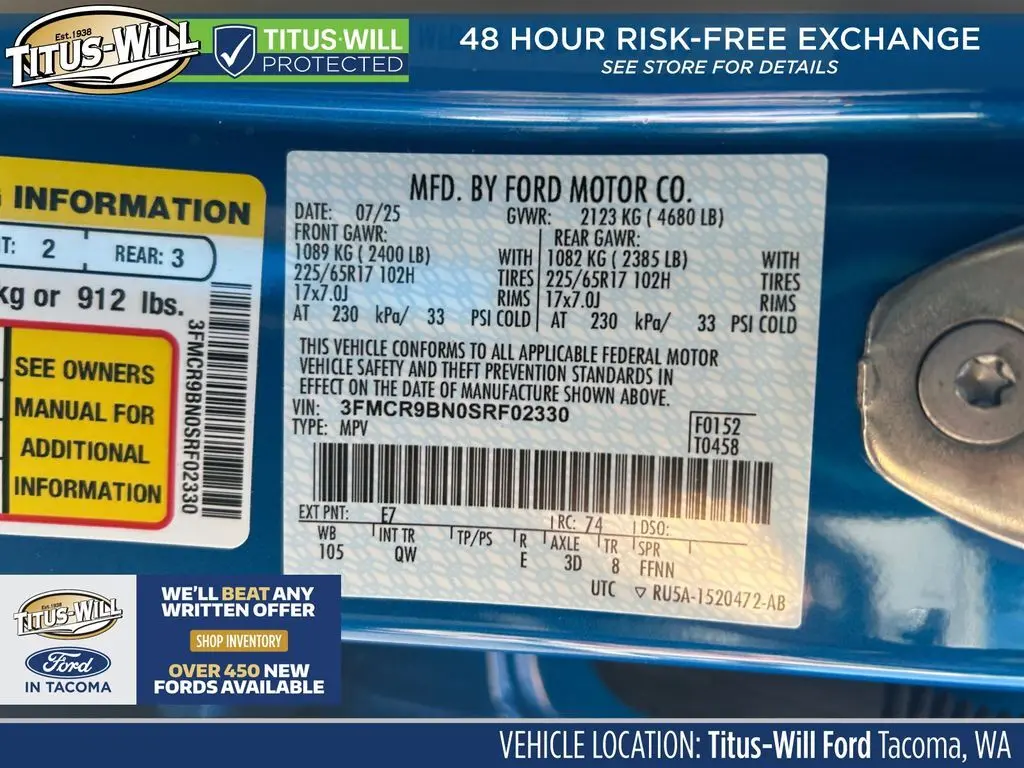 Est.1938
TITUS-WILL
TITUS-WILL
PROTECTED
48 HOUR RISK-FREE EXCHANGE
SEE STORE FOR DETAILS
INFORMATION
2 REAR: 3
kg or 912 lbs.
SEE OWNERS
MANUAL FOR
ADDITIONAL
INFORMATION
3FMCR9BN0SRF02330
MFD. BY FORD MOTOR CO.
DATE: 07/25 GVWR: 2123 KG ( 4680 LB)
FRONT GAWR: REAR GAWR:
1089 KG ( 2400 LB) WITH 1082 KG ( 2385 LB) WITH
225/65R17 102H TIRES 225/65R17 102H TIRES
17x7.0J RIMS 17x7.0J RIMS
AT 230 kPa/ 33 PSI COLD AT 230 kPa/ 33 PSI COLD
THIS VEHICLE CONFORMS TO ALL APPLICABLE FEDERAL MOTOR
VEHICLE SAFETY AND THEFT PREVENTION STANDARDS IN
EFFECT ON THE DATE OF MANUFACTURE SHOWN ABOVE.
VIN: 3FMCR9BN0SRF02330
TYPE: MPV
F0152
T0458
EXT PNT: E7 RC: 74 DSO:
WB INT TR TP/PS R AXLE TR SPR
105 QW E 3D 8 FFNN
UTC ▽ RU5A-1520472-AB
Est.1938
TITUS-WILL
Ford
IN TACOMA
WE'LL BEAT ANY
WRITTEN OFFER
SHOP INVENTORY
OVER 450 NEW
FORDS AVAILABLE
VEHICLE LOCATION: Titus-Will Ford Tacoma, WA